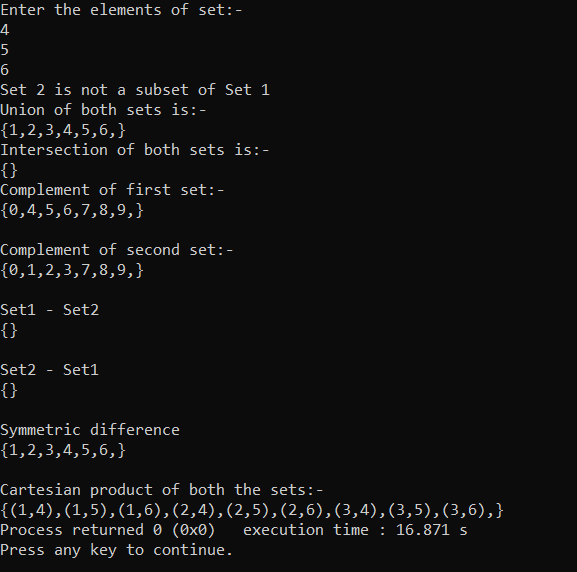 Enter the elements of set:-
4
5
6
Set 2 is not a subset of Set 1
Union of both sets is:-
{1,2,3,4,5,6,}
Intersection of both sets is:-
{}
Complement of first set:-
{0,4,5,6,7,8,9,}
Complement of second set:-
{0,1,2,3,7,8,9,}
Set1 - Set2
{}
Set2 - Set1
{}
Symmetric difference
{1,2,3,4,5,6,}
Cartesian product of both the sets:-
{(1,4),(1,5),(1,6),(2,4),(2,5),(2,6),(3,4),(3,5),(3,6),}
Process returned 0 (0x0)   execution time : 16.871 s
Press any key to continue.